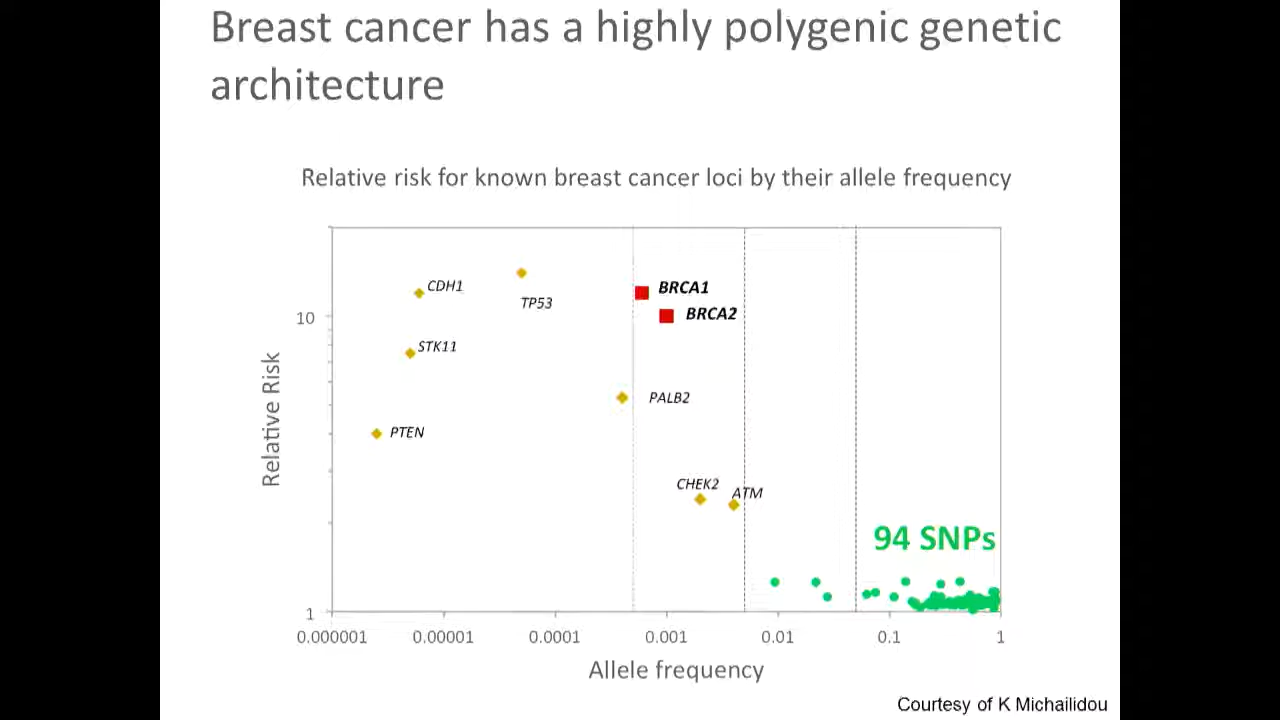 Breast cancer has a highly polygenic genetic
architecture
Relative risk for known breast cancer loci by their allele frequency
CDH1
TP53
BRCA1
BRCA2
10
STK11
PALB2
PTEN
Relative Risk
CHEK2
ATM
94 SNPs
1
0.000001 0.00001 0.0001 0.001 0.01 0.1 1
Allele frequency
Courtesy of K Michailidou